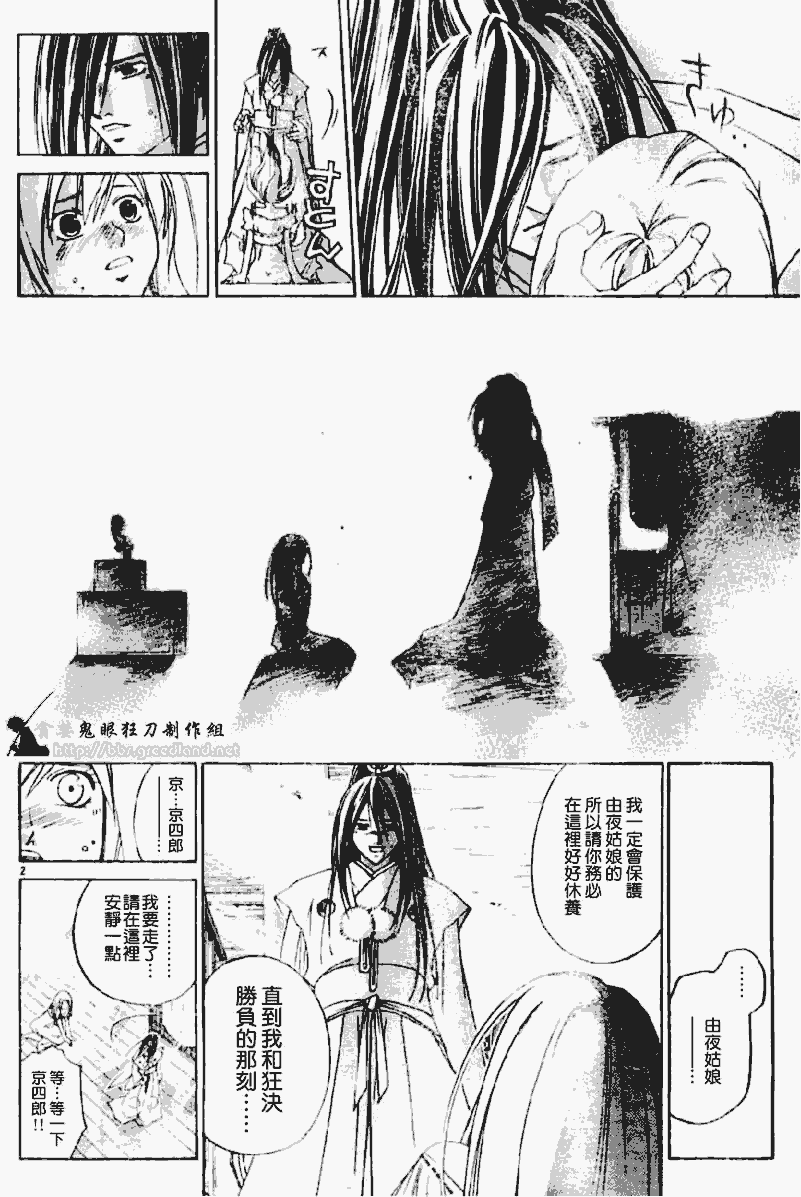 きゅ
ス
すとん
鬼眼狂刀制作組
http://bbs.greedland.net
……
由夜姑娘
———
我一定會保護
由夜姑娘的
所以請你務必
在這裡好好休養
直到我和狂決
勝負的那刻……
京…京四郎
———
2
…………
我要走了…
請在這裡
安靜一點
等…等一下
京四郎!!